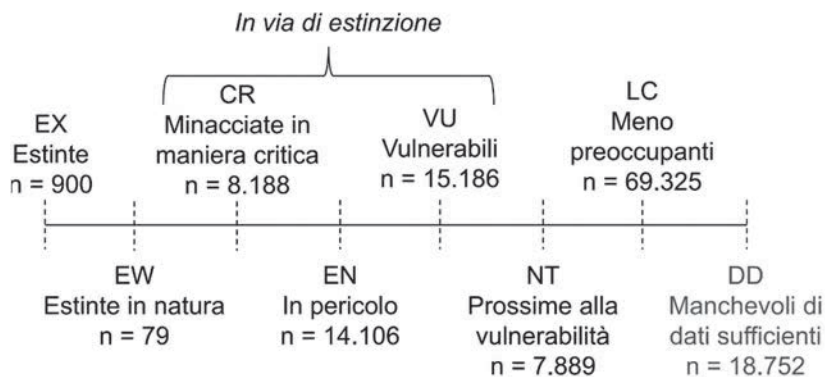 In via di estinzione
EX
Estinte
n = 900
CR
Minacciate in
maniera critica
n = 8.188
VU
Vulnerabili
n = 15.186
LC
Meno
preoccupanti
n = 69.325
EW
Estinte in natura
n = 79
EN
In pericolo
n = 14.106
NT
Prossime alla
vulnerabilità
n = 7.889
DD
Manchevoli di
dati sufficienti
n = 18.752